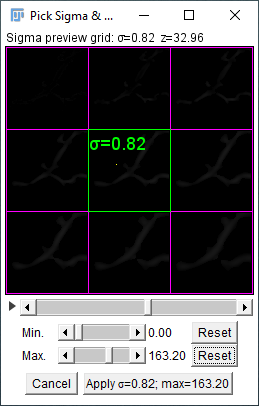 Pick Sigma & ...
Sigma preview grid: σ=0.82 z=32.96
σ=0.82
Min. 0.00 Reset
Max. 163.20 Reset
Cancel Apply σ=0.82; max=163.20